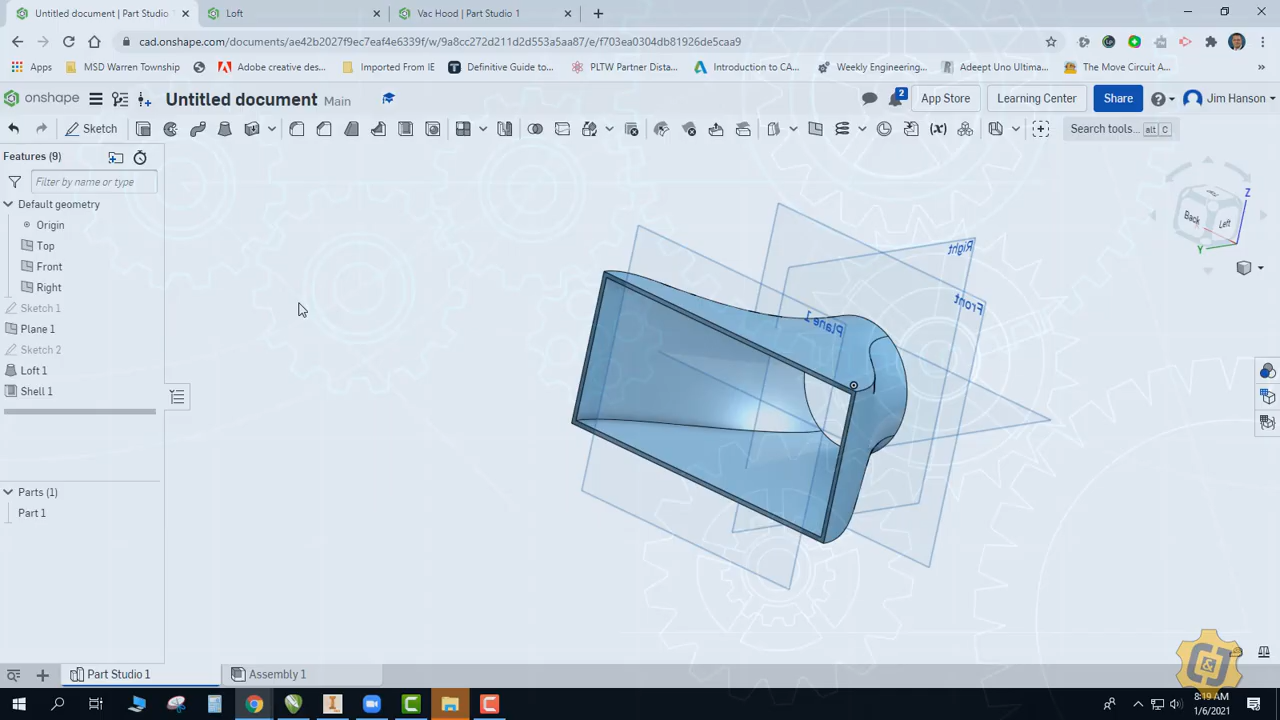 Untitled document | Part Studio 1
Loft
Vac Hood | Part Studio 1
cad.onshape.com/documents/ae42b2027f9ec7eaf4e6339f/w/9a8cc272d211d2d553a5aa87/e/f703ea0304db81926de5caa9
Apps
MSD Warren Township
Adobe creative des...
Imported From IE
Definitive Guide to...
PLTW Partner Dista...
Introduction to CA...
Weekly Engineering...
Adeept Uno Ultima...
The Move Circuit A...
»
onshape
Untitled document
Main
2
App Store
Learning Center
Share
Jim Hanson
Sketch
(x)
Search tools...
alt
C
Features (9)
Filter by name or type
Default geometry
Origin
Top
Front
Right
Sketch 1
Plane 1
Sketch 2
Loft 1
Shell 1
Parts (1)
Part 1
Right
Front
Plane 1
Z
Back
Left
Y
Part Studio 1
Assembly 1
J&J
8:19 AM
1/6/2021